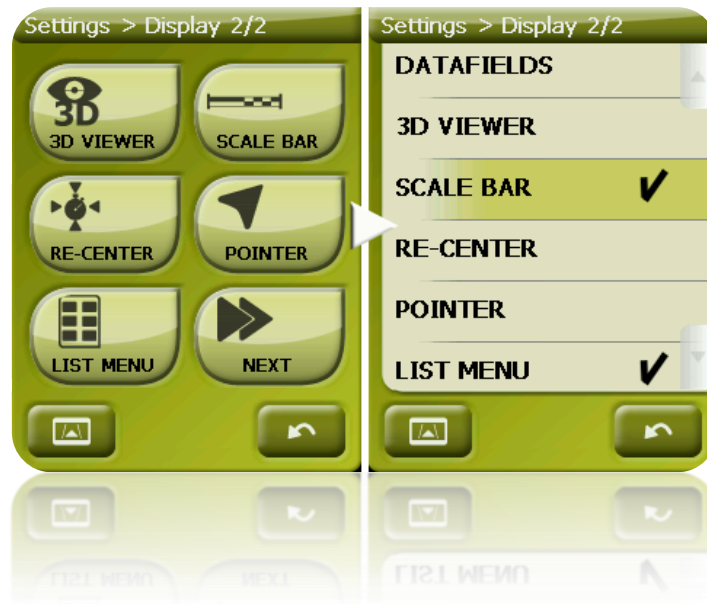 Settings > Display 2/2
3D
3D VIEWER
SCALE BAR
RE-CENTER
POINTER
LIST MENU
NEXT
Settings > Display 2/2
DATAFIELDS
3D VIEWER
SCALE BAR
RE-CENTER
POINTER
LIST MENU